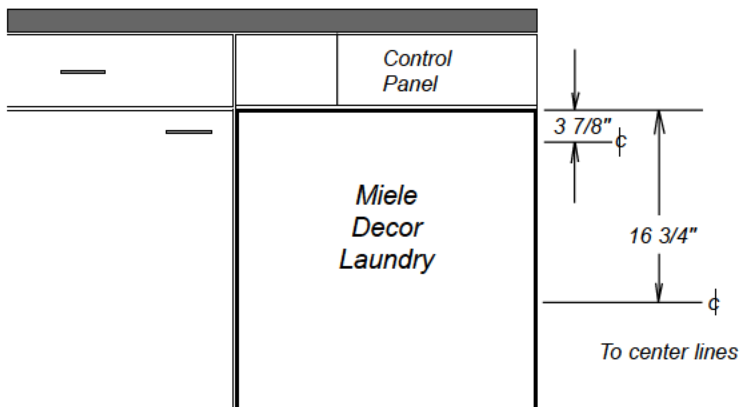 Control
Panel
3 7/8"
℄
Miele
Decor
Laundry
16 3/4"
℄
To center lines